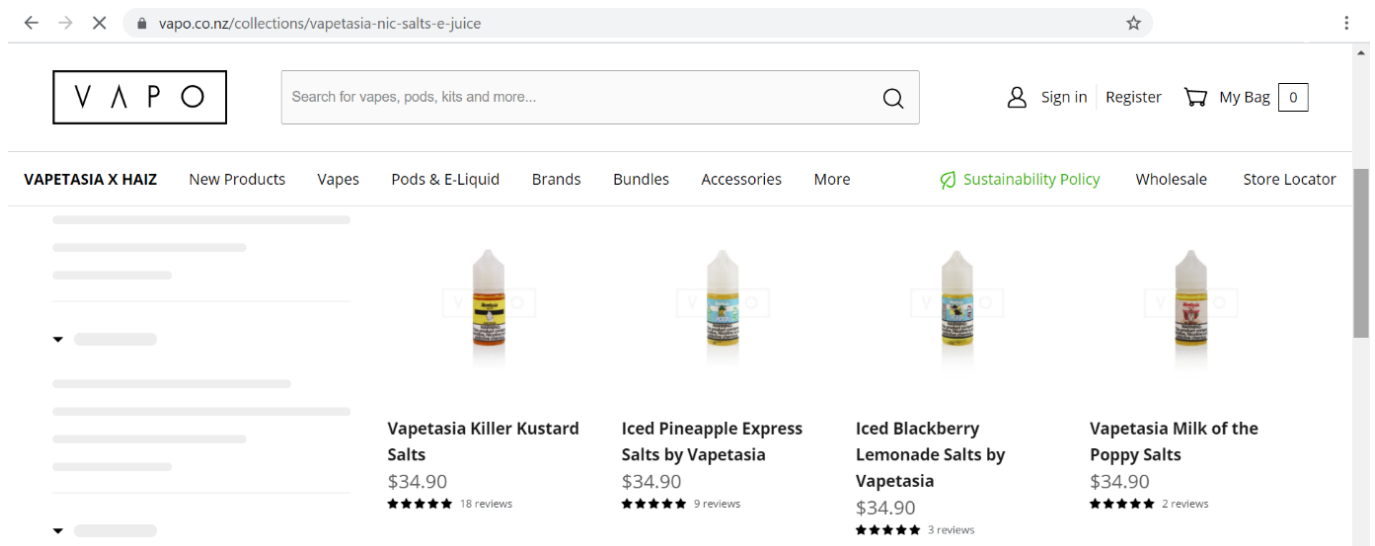 vapo.co.nz/collections/vapetasia-nic-salts-e-juice
VAPO
Search for vapes, pods, kits and more...
Sign in
Register
My Bag
0
VAPETASIA X HAIZ
New Products
Vapes
Pods & E-Liquid
Brands
Bundles
Accessories
More
Sustainability Policy
Wholesale
Store Locator
Vapetasia Killer Kustard
Salts
$34.90
18 reviews
Iced Pineapple Express
Salts by Vapetasia
$34.90
9 reviews
Iced Blackberry
Lemonade Salts by
Vapetasia
$34.90
3 reviews
Vapetasia Milk of the
Poppy Salts
$34.90
2 reviews